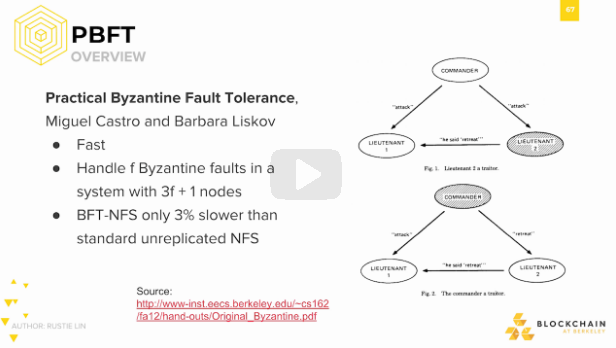 67
PBFT
OVERVIEW
Practical Byzantine Fault Tolerance,
Miguel Castro and Barbara Liskov
● Fast
● Handle f Byzantine faults in a
system with 3f + 1 nodes
● BFT-NFS only 3% slower than
standard unreplicated NFS
Source:
http://www-inst.eecs.berkeley.edu/~cs162
/fa12/hand-outs/Original_Byzantine.pdf
COMMANDER
"attack"
"attack"
LIEUTENANT
1
"he said 'retreat'"
LIEUTENANT
2
Fig. 1. Lieutenant 2 a traitor.
COMMANDER
"attack"
"retreat"
LIEUTENANT
1
"he said 'retreat'"
LIEUTENANT
2
Fig. 2. The commander a traitor.
AUTHOR: RUSTIE LIN
BLOCKCHAIN
AT BERKELEY